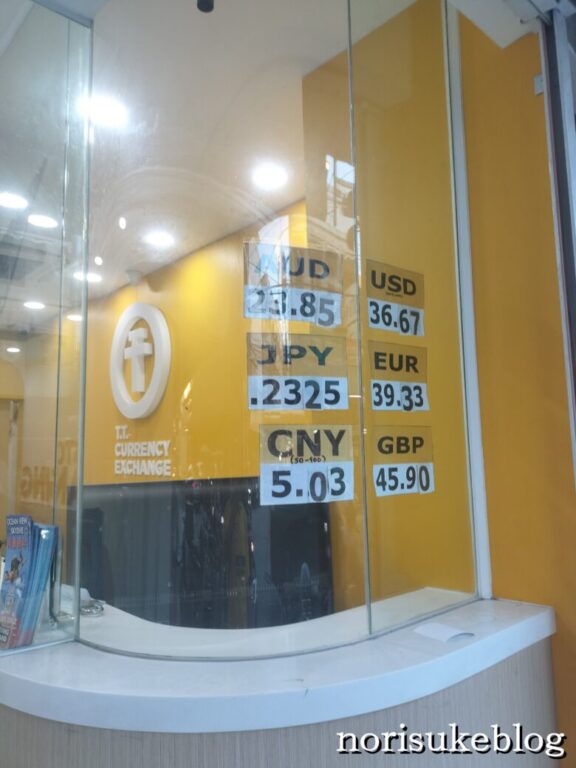 AUD
23.85
USD
36.67
JPY
.2325
EUR
39.33
CNY
(50-100)
5.03
GBP
45.90
T.T.
CURRENCY
EXCHANGE
norisukeblog